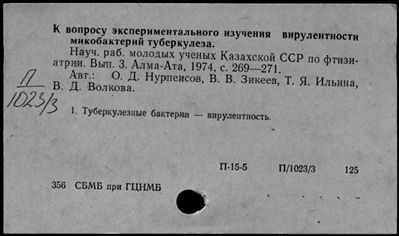 К вопросу экспериментального изучения вирулентности
микобактерий туберкулеза.
Науч. раб. молодых ученых Казахской ССР по фтизи-
атрии. Вып. 3. Алма-Ата, 1974, с. 269—271.
П
1023/3
Авт.: О. Д. Нурпеисов, В. В. Зикеев, Т. Я. Ильина,
В. Д. Волкова.
1. Туберкулезные бактерии — вирулентность.
П-15-5 П/1023/3 125
356 СБМБ при ГЦНМБ